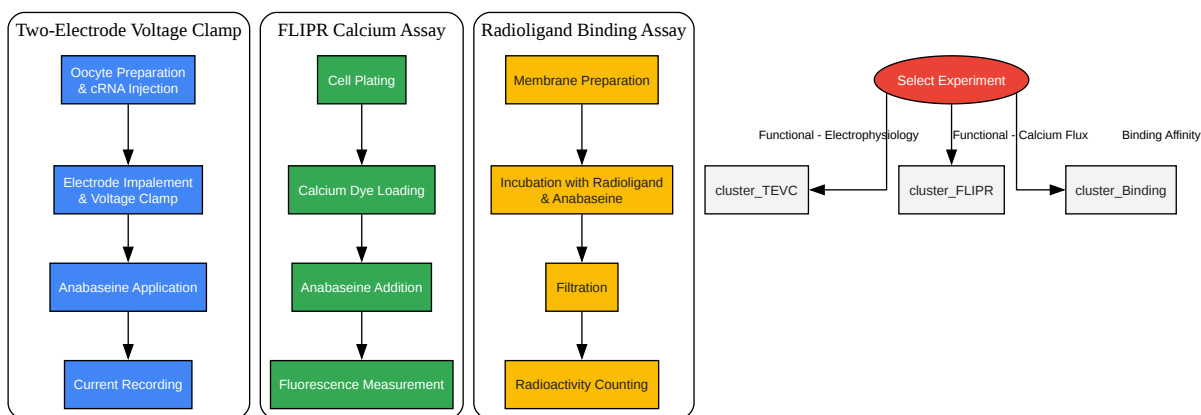 Two-Electrode Voltage Clamp
Oocyte Preparation
& cRNA Injection
Electrode Impalement
& Voltage Clamp
Anabaseine Application
Current Recording
FLIPR Calcium Assay
Cell Plating
Calcium Dye Loading
Anabaseine Addition
Fluorescence Measurement
Radioligand Binding Assay
Membrane Preparation
Incubation with Radioligand
& Anabaseine
Filtration
Radioactivity Counting
Select Experiment
Functional - Electrophysiology
Functional - Calcium Flux
Binding Affinity
cluster_TEVC
cluster_FLIPR
cluster_Binding